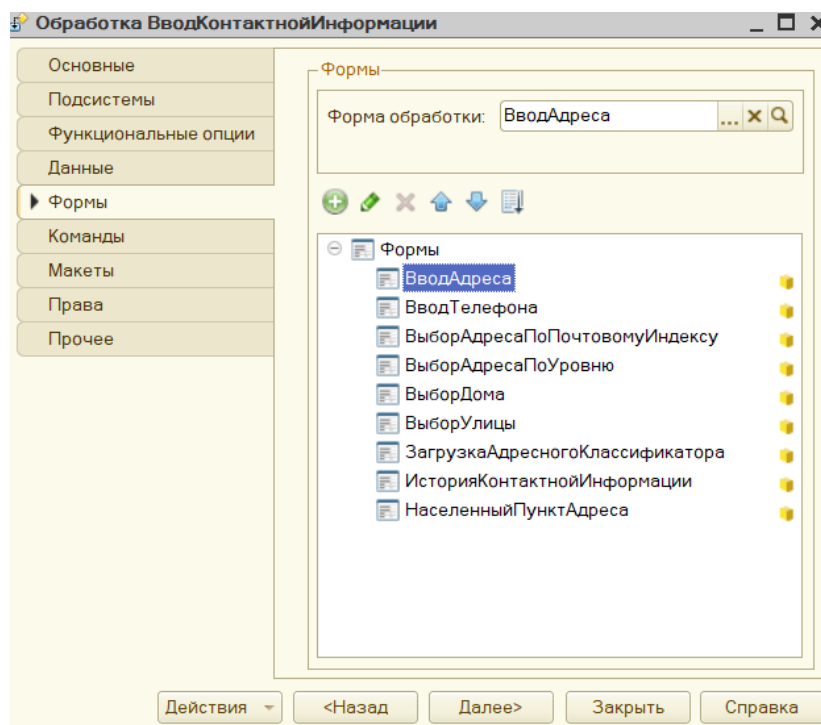 Обработка ВводКонтактнойИнформации
Основные
Подсистемы
Функциональные опции
Данные
Формы
Команды
Макеты
Права
Прочее
Формы
Форма обработки: ВводАдреса ...
Формы
ВводАдреса
ВводТелефона
ВыборАдресаПоПочтовомуИндексу
ВыборАдресаПоУровню
ВыборДома
ВыборУлицы
ЗагрузкаАдресногоКлассификатора
ИсторияКонтактнойИнформации
НаселенныйПунктАдреса
Действия <Назад Далее> Закрыть Справка